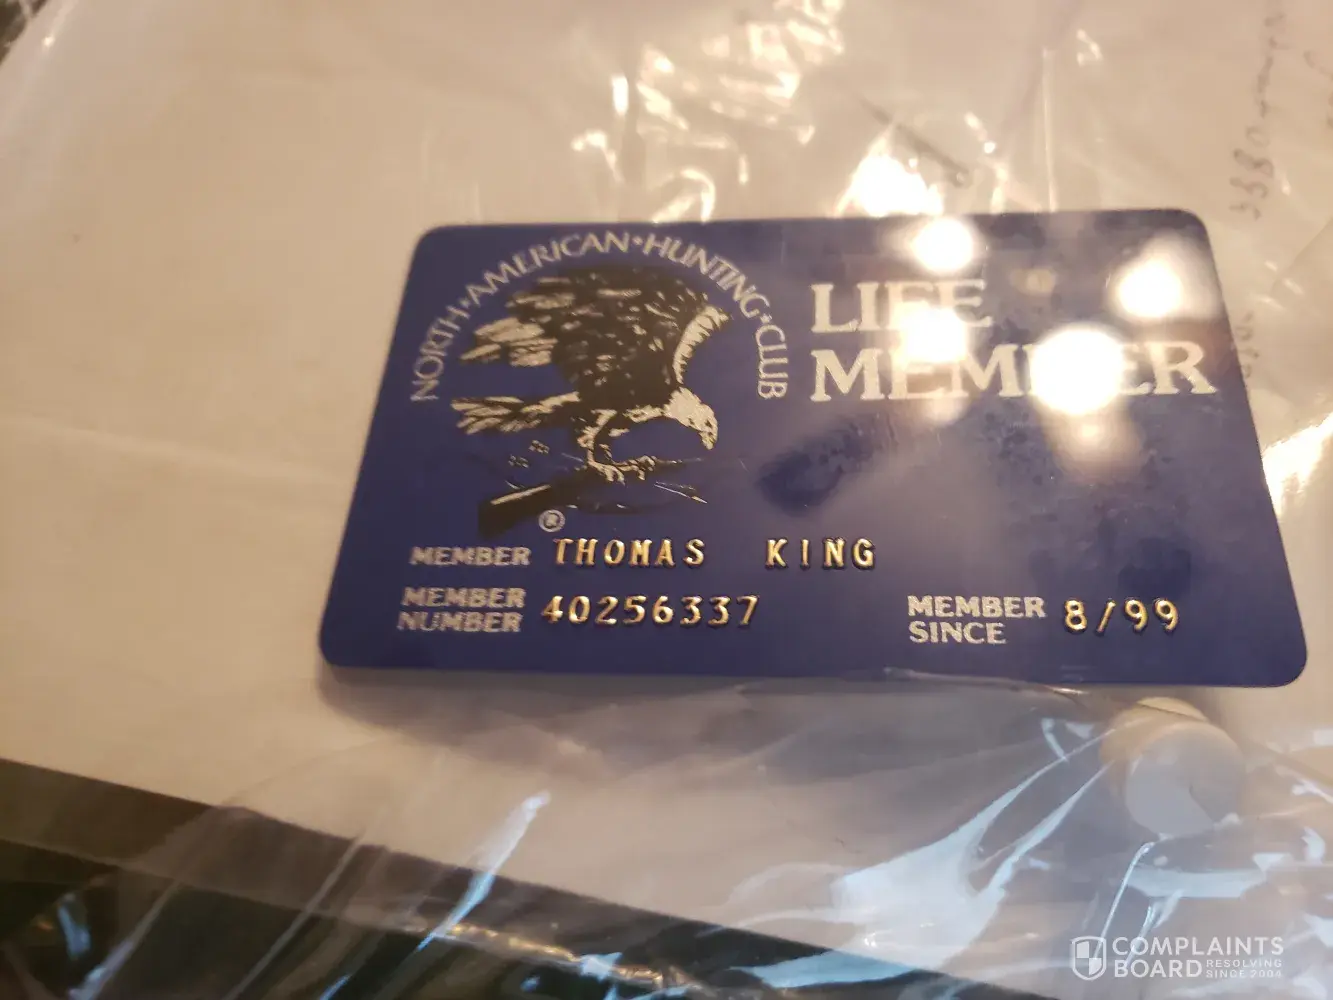 NORTH•AMERICAN•HUNTING•CLUB
LIFE
MEMBER
®
MEMBER THOMAS KING
MEMBER
NUMBER 40256337
MEMBER
SINCE 8/99
COMPLAINTS
BOARD RESOLVING
SINCE 2004